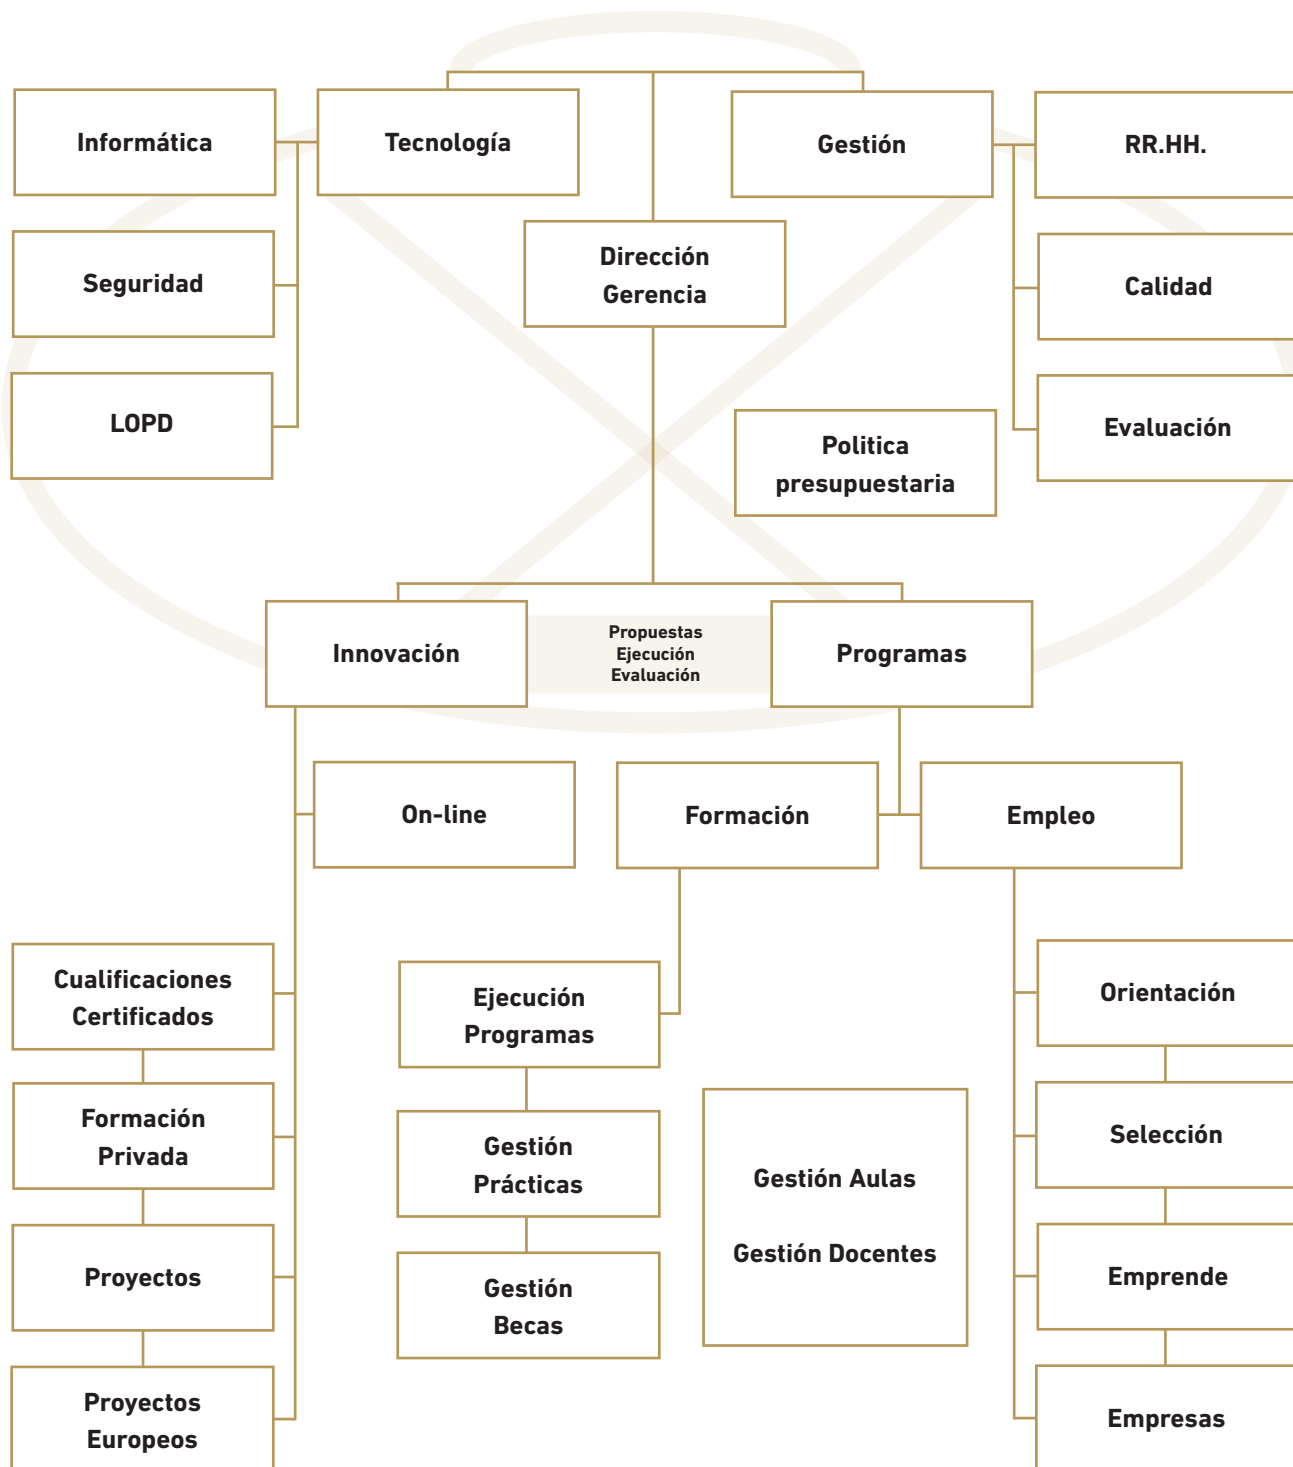 Informática
Tecnología
Gestión
RR.HH.
Dirección
Gerencia
Seguridad
Calidad
LOPD
Politica
presupuestaria
Evaluación
Innovación
Propuestas
Ejecución
Evaluación
Programas
On-line
Formación
Empleo
Cualificaciones
Certificados
Ejecución
Programas
Orientación
Formación
Privada
Gestión
Prácticas
Gestión Aulas
Gestión Docentes
Selección
Proyectos
Gestión
Becas
Emprende
Proyectos
Europeos
Empresas